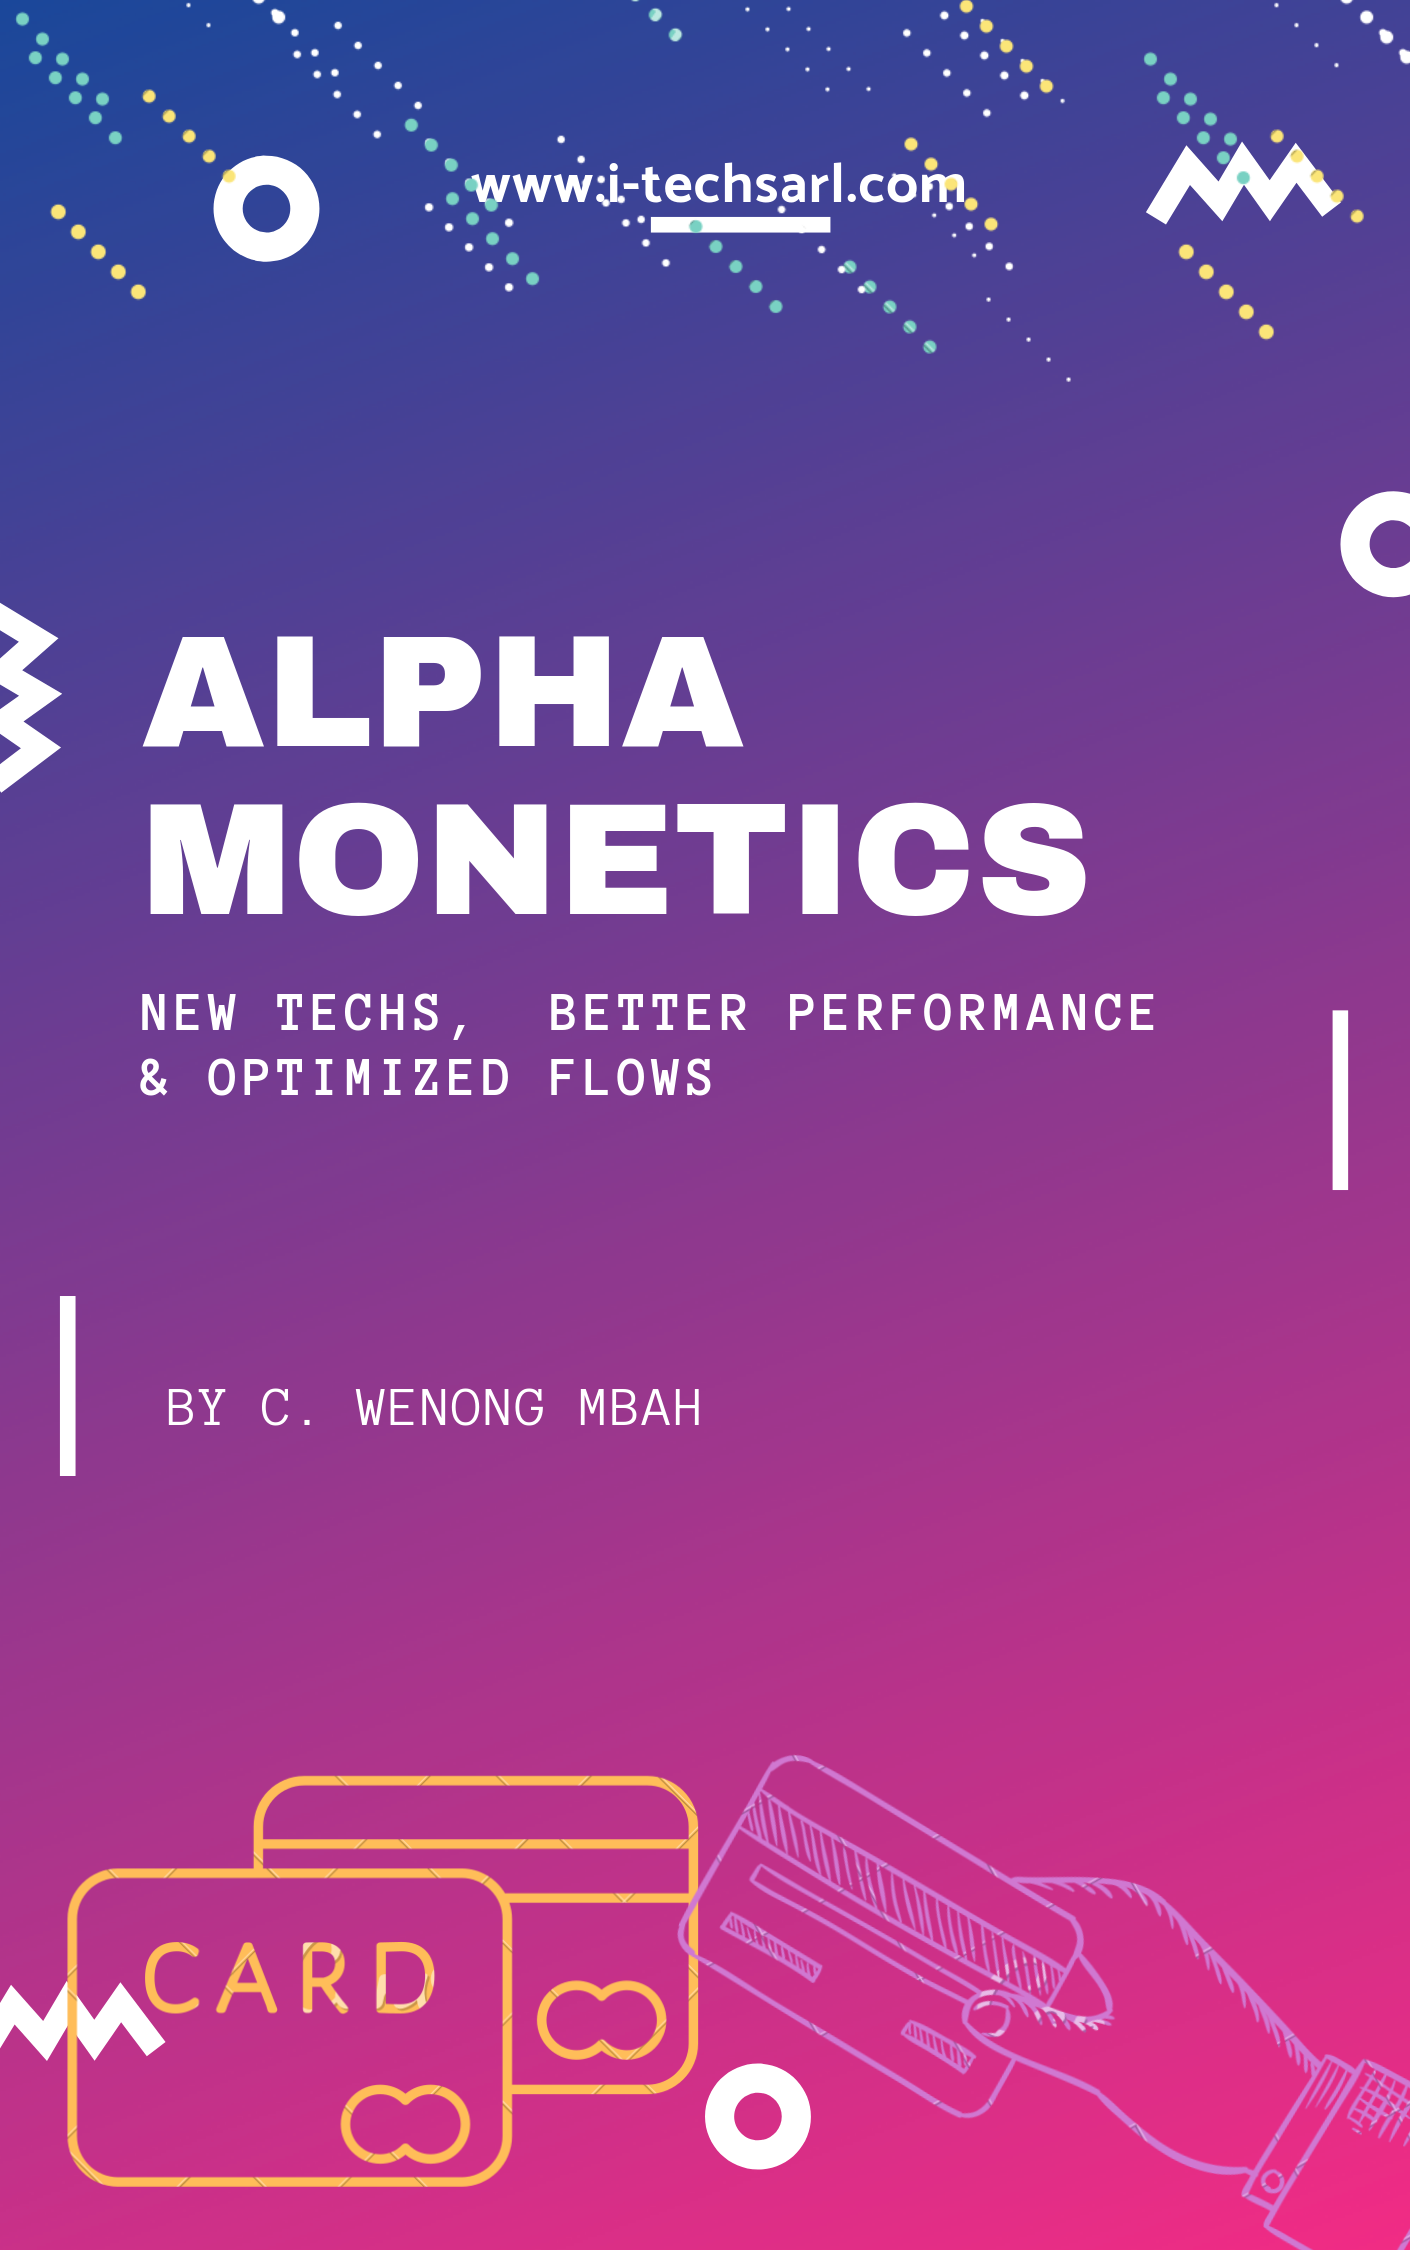 www.i-techsarl.com
ALPHA
MONETICS
NEW TECHS, BETTER PERFORMANCE
& OPTIMIZED FLOWS
BY C. WENONG MBAH
CARD